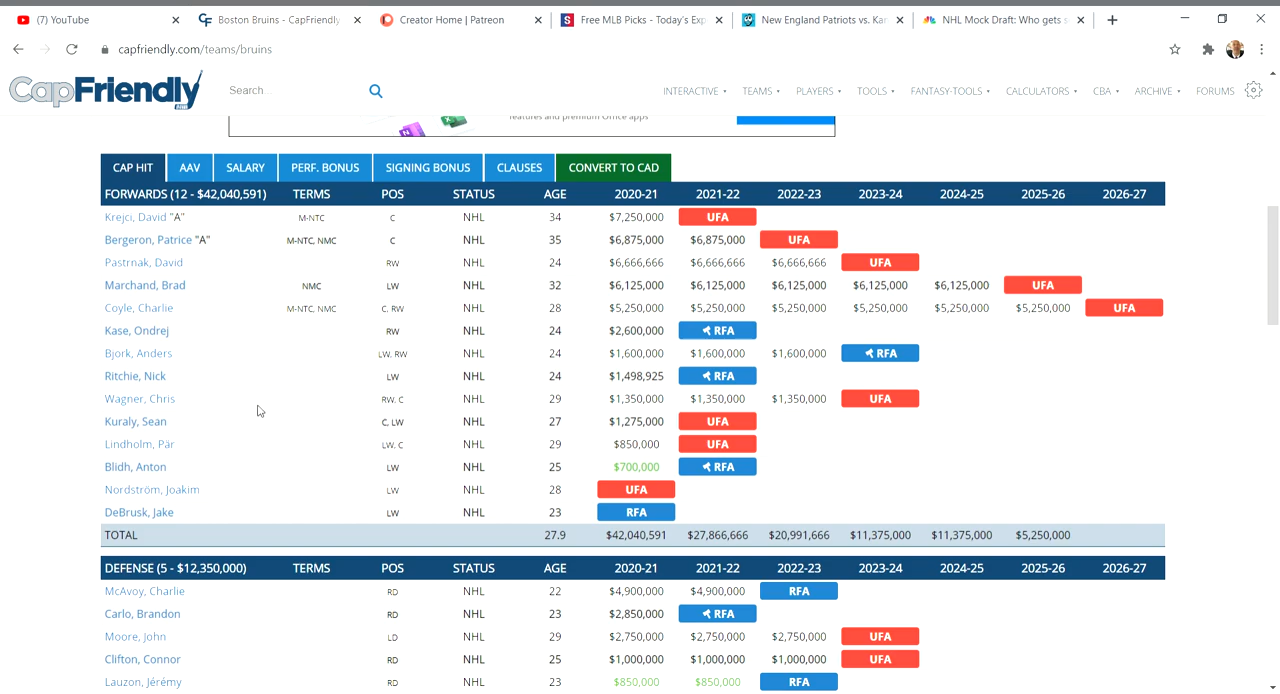 (7) YouTube
Boston Bruins - CapFriendly
Creator Home | Patreon
Free MLB Picks - Today's Exp
New England Patriots vs. Kan
NHL Mock Draft: Who gets s
capfriendly.com/teams/bruins
CapFriendly
Search...
INTERACTIVE TEAMS PLAYERS TOOLS FANTASY-TOOLS CALCULATORS CBA ARCHIVE FORUMS
features and premium Office apps
CAP HIT AAV SALARY PERF. BONUS SIGNING BONUS CLAUSES CONVERT TO CAD
FORWARDS (12 - $42,040,591) TERMS POS STATUS AGE 2020-21 2021-22 2022-23 2023-24 2024-25 2025-26 2026-27
Krejci, David "A" M-NTC C NHL 34 $7,250,000 UFA
Bergeron, Patrice "A" M-NTC, NMC C NHL 35 $6,875,000 $6,875,000 UFA
Pastrnak, David RW NHL 24 $6,666,666 $6,666,666 $6,666,666 UFA
Marchand, Brad NMC LW NHL 32 $6,125,000 $6,125,000 $6,125,000 $6,125,000 $6,125,000 UFA
Coyle, Charlie M-NTC, NMC C, RW NHL 28 $5,250,000 $5,250,000 $5,250,000 $5,250,000 $5,250,000 $5,250,000 UFA
Kase, Ondrej RW NHL 24 $2,600,000 RFA
Bjork, Anders LW, RW NHL 24 $1,600,000 $1,600,000 $1,600,000 RFA
Ritchie, Nick LW NHL 24 $1,498,925 RFA
Wagner, Chris RW, C NHL 29 $1,350,000 $1,350,000 $1,350,000 UFA
Kuraly, Sean C, LW NHL 27 $1,275,000 UFA
Lindholm, Pär LW, C NHL 29 $850,000 UFA
Blidh, Anton LW NHL 25 $700,000 RFA
Nordström, Joakim LW NHL 28 UFA
DeBrusk, Jake LW NHL 23 RFA
TOTAL 27.9 $42,040,591 $27,866,666 $20,991,666 $11,375,000 $11,375,000 $5,250,000
DEFENSE (5 - $12,350,000) TERMS POS STATUS AGE 2020-21 2021-22 2022-23 2023-24 2024-25 2025-26 2026-27
McAvoy, Charlie RD NHL 22 $4,900,000 $4,900,000 RFA
Carlo, Brandon RD NHL 23 $2,850,000 RFA
Moore, John LD NHL 29 $2,750,000 $2,750,000 $2,750,000 UFA
Clifton, Connor RD NHL 25 $1,000,000 $1,000,000 $1,000,000 UFA
Lauzon, Jérémy RD NHL 23 $850,000 $850,000 RFA